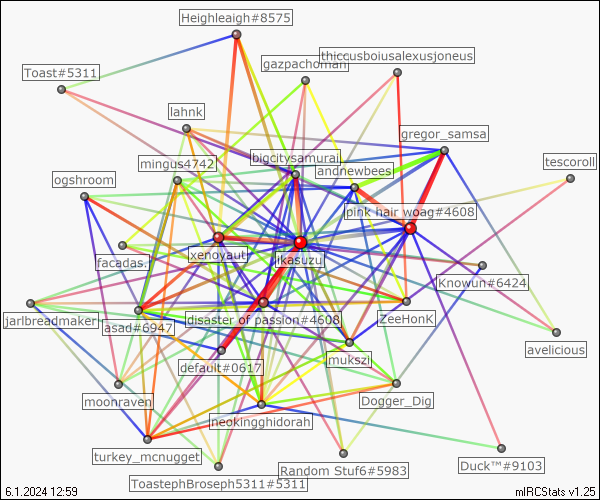 Heighleaigh#8575
thiccusboiusalexusjoneus
gazpachoman
Toast#5311
lahnk
gregor_samsa
bigcitysamurai
tescoroll
mingus4742
andnewbees
ogshroom
pink hair woag#4608
xenoyaut
ikasuzu
facadas.
Knowun#6424
jarlbreadmaker
asad#6947
disaster of passion#4608
ZeeHonK
avelicious
mukszi
default#0617
moonraven
Dogger_Dig
neokingghidorah
turkey_mcnugget
Duck™#9103
Random Stuf6#5983
ToastephBroseph5311#5311
6.1.2024 12:59
mIRCStats v1.25